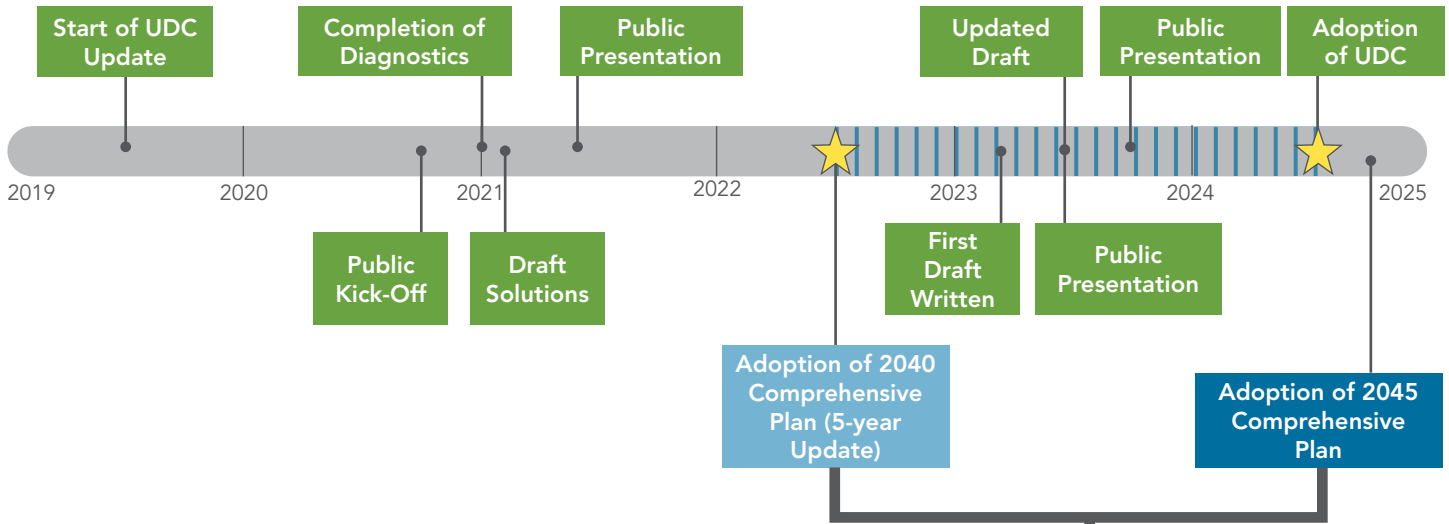 Start of UDC
Update
Completion of
Diagnostics
Public
Presentation
Updated
Draft
Public
Presentation
Adoption
of UDC
2019
2020
2021
2022
2023
2024
2025
Public
Kick-Off
Draft
Solutions
First
Draft
Written
Public
Presentation
Adoption of 2040
Comprehensive
Plan (5-year
Update)
Adoption of 2045
Comprehensive
Plan